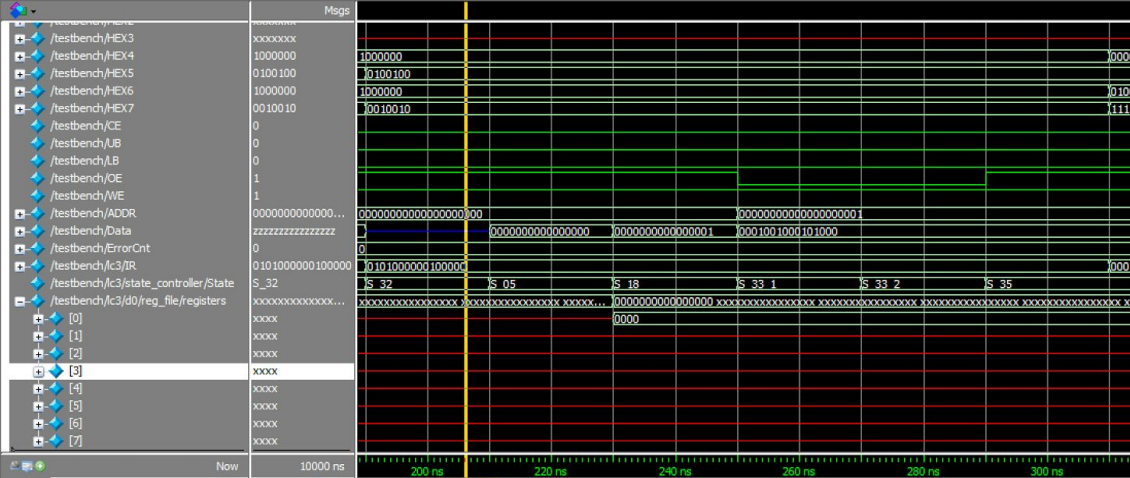 Msgs
/testbench/HEX2 xxxxxxx
/testbench/HEX3 xxxxxxx
/testbench/HEX4 1000000 1000000 000
/testbench/HEX5 0100100 0100100
/testbench/HEX6 1000000 1000000 010
/testbench/HEX7 0010010 0010010 111
/testbench/CE 0
/testbench/UB 0
/testbench/LB 0
/testbench/OE 1
/testbench/WE 1
/testbench/ADDR 0000000000000... 00000000000000000000 00000000000000000001
/testbench/Data zzzzzzzzzzzzzzzz 0000000000000000 0000000000000001 0001001000101000
/testbench/ErrorCnt 0 0
/testbench/lc3/IR 0101000000100000 0101000000100000 000
/testbench/lc3/state_controller/State S_32 S_32 S_05 S_18 S_33_1 S_33_2 S_35
/testbench/lc3/d0/reg_file/registers xxxxxxxxxxxxx... xxxxxxxxxxxxxxxx xxxxxxxxxxxxxxxx xxxxx... 0000000000000000 xxxxxxxxxxxxxxxx xxxxxxxxxxxxxxxx xxxxxxxxxxxxxxxx xxxxxxxxxxxxxxxx x
[0] xxxx 0000
[1] xxxx
[2] xxxx
[3] xxxx
[4] xxxx
[5] xxxx
[6] xxxx
[7] xxxx
Now 10000 ns 200 ns 220 ns 240 ns 260 ns 280 ns 300 ns